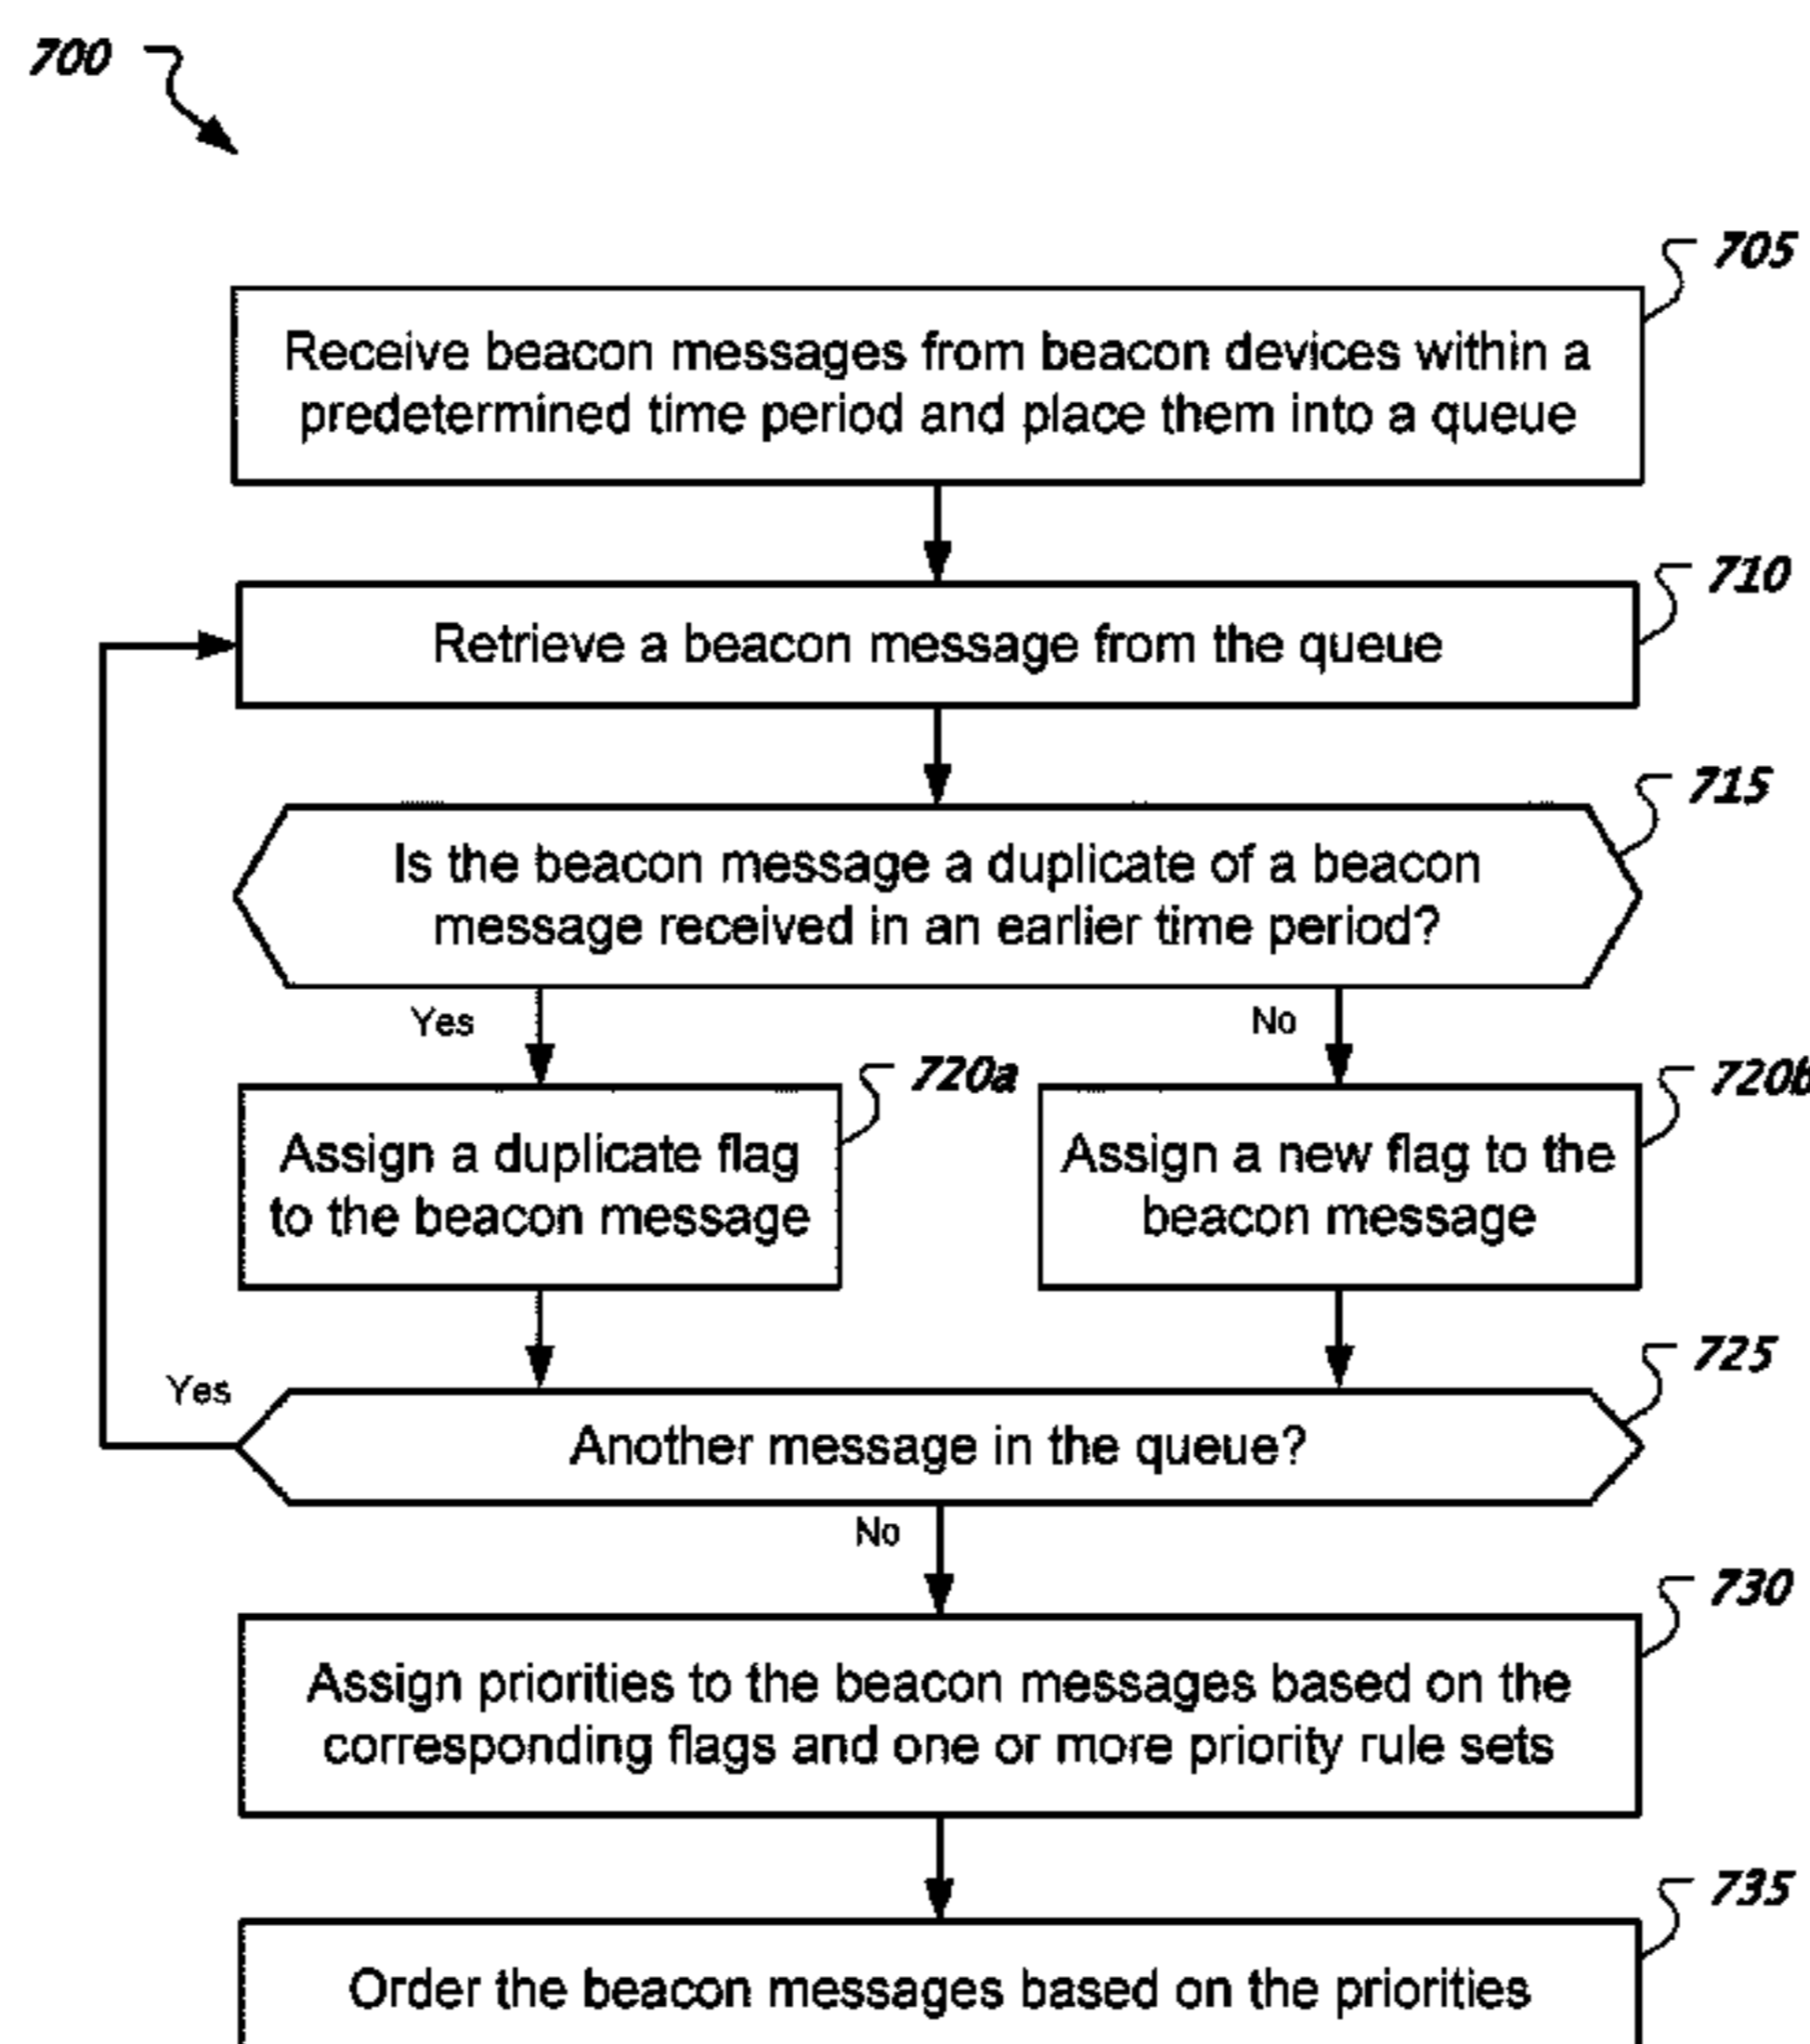 700
705
Receive beacon messages from beacon devices within a
predetermined time period and place them into a queue
710
Retrieve a beacon message from the queue
715
Is the beacon message a duplicate of a beacon
message received in an earlier time period?
Yes
No
720a
720b
Assign a duplicate flag
to the beacon message
Assign a new flag to the
beacon message
725
Yes
Another message in the queue?
No
730
Assign priorities to the beacon messages based on the
corresponding flags and one or more priority rule sets
735
Order the beacon messages based on the priorities